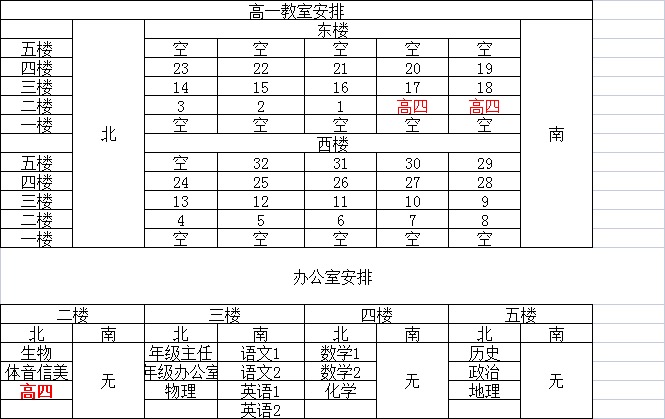 高一教室安排
东楼
五楼 空 空 空 空 空
四楼 23 22 21 20 19
三楼 14 15 16 17 18
二楼 3 2 1 高四 高四
一楼 空 空 空 空 空
北 南
西楼
五楼 空 32 31 30 29
四楼 24 25 26 27 28
三楼 13 12 11 10 9
二楼 4 5 6 7 8
一楼 空 空 空 空 空
办公室安排
二楼 三楼 四楼 五楼
北 南 北 南 北 南 北 南
生物 年级主任 语文1 数学1 历史
体音信美 无 年级办公室 语文2 数学2 无 政治 无
高四 物理 英语1 化学 地理
英语2